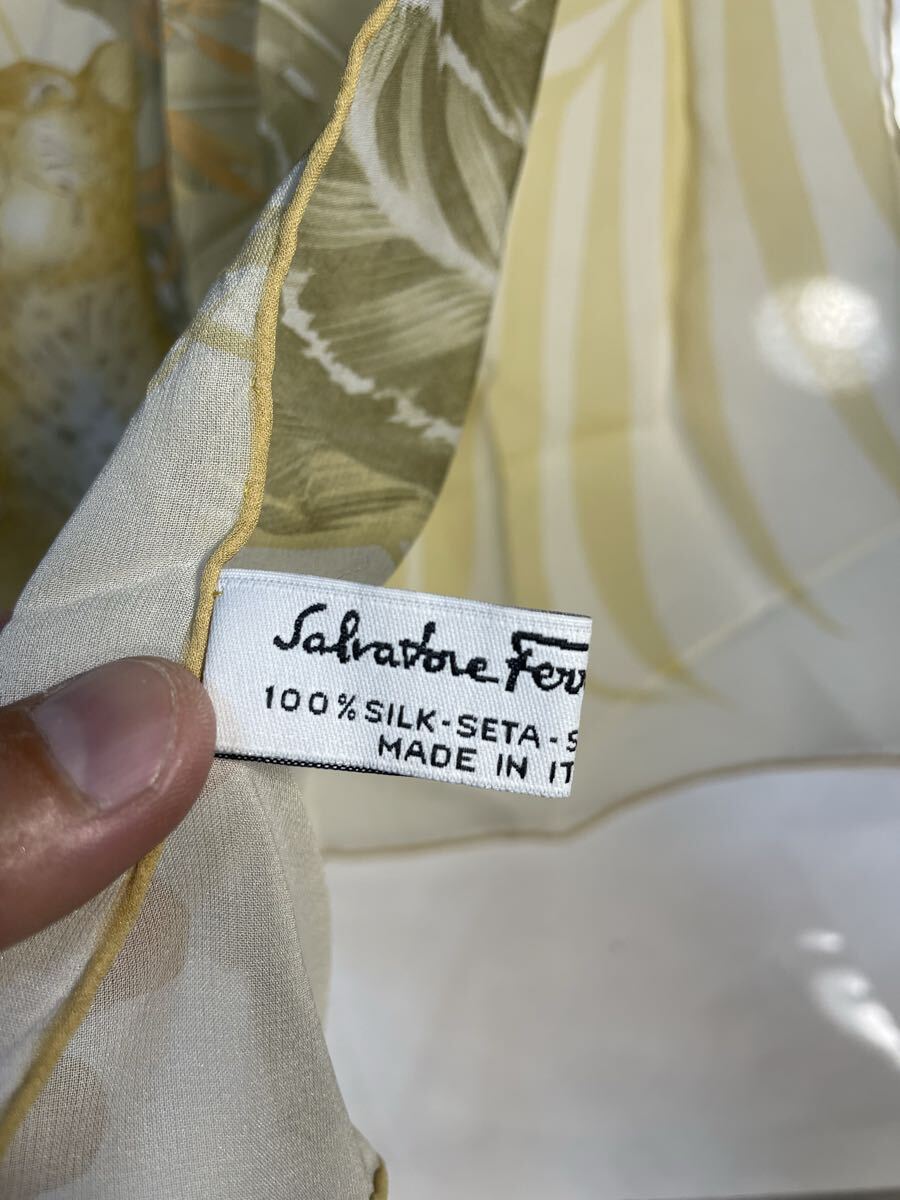 Salvatore Fer
100% SILK-SETA-S
MADE IN IT